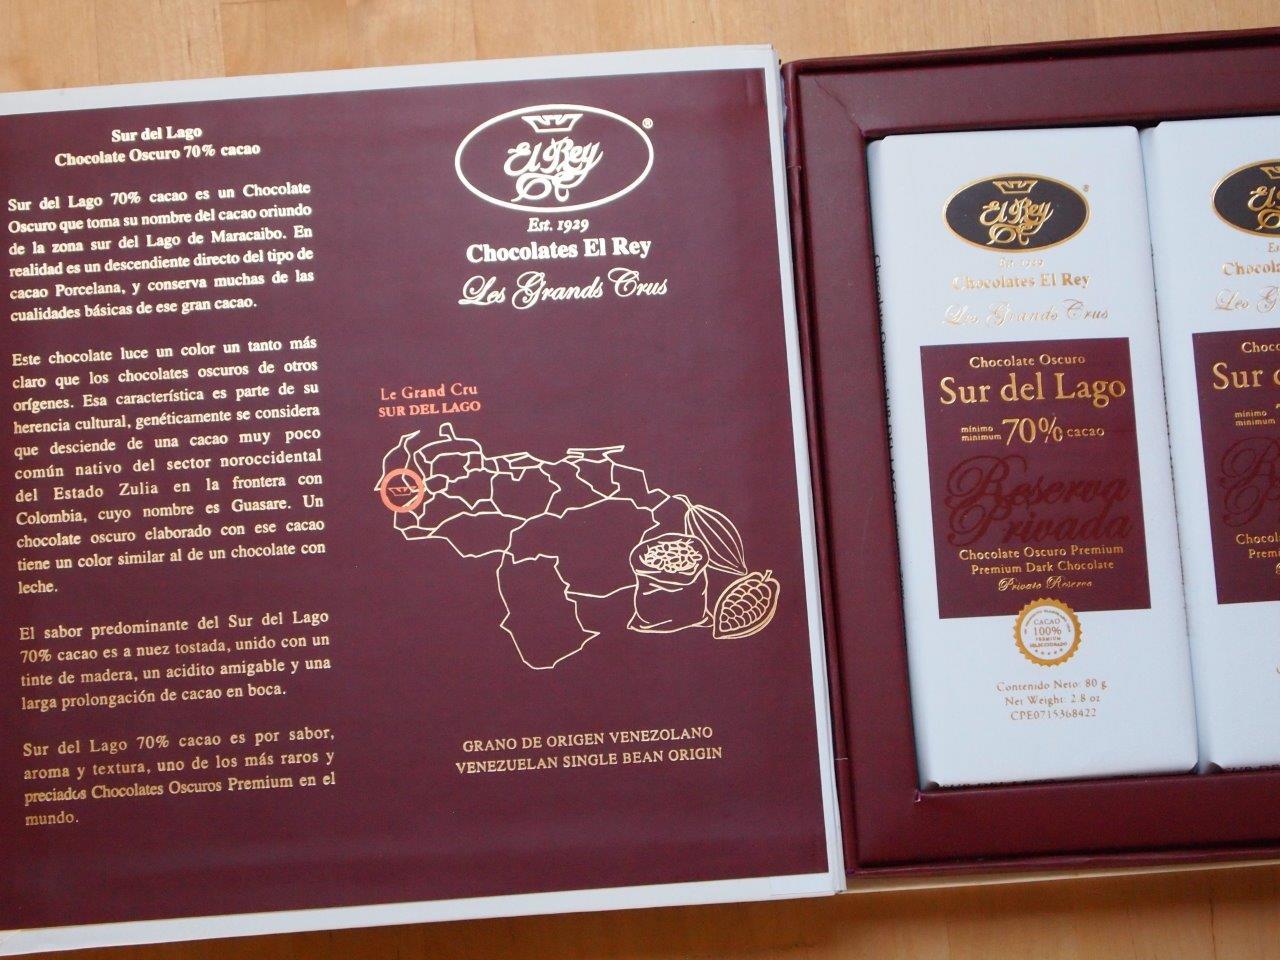 Sur del Lago
Chocolate Oscuro 70% cacao
Sur del Lago 70% cacao es un Chocolate
Oscuro que toma su nombre del cacao oriundo
de la zona sur del Lago de Maracaibo. En
realidad es un descendiente directo del tipo de
cacao Porcelana, y conserva muchas de las
cualidades básicas de ese gran cacao.
Este chocolate luce un color un tanto más
claro que los chocolates oscuros de otros
orígenes. Esa característica es parte de su
herencia cultural, genéticamente se considera
que desciende de una cacao muy poco
común nativo del sector noroccidental
del Estado Zulia en la frontera con
Colombia, cuyo nombre es Guasare. Un
chocolate oscuro elaborado con ese cacao
tiene un color similar al de un chocolate con
leche.
El sabor predominante del Sur del Lago
70% cacao es a nuez tostada, unido con un
tinte de madera, un acidito amigable y una
larga prolongación de cacao en boca.
Sur del Lago 70% cacao es por sabor,
aroma y textura, uno de los más raros y
preciados Chocolates Oscuros Premium en el
mundo.
El Rey ®
Est. 1929
Chocolates El Rey
Les Grands Crus
Le Grand Cru
SUR DEL LAGO
GRANO DE ORIGEN VENEZOLANO
VENEZUELAN SINGLE BEAN ORIGIN
El Rey ®
Est. 1929
Chocolates El Rey
Les Grands Crus
Chocolate Oscuro
Sur del Lago
mínimo
minimum 70% cacao
Reserva
Privada
Chocolate Oscuro Premium
Premium Dark Chocolate
Private Reserva
CACAO
100%
PREMIUM
SELECCIONADO
Contenido Neto: 80 g
Net Weight: 2.8 oz
CPE0715368422